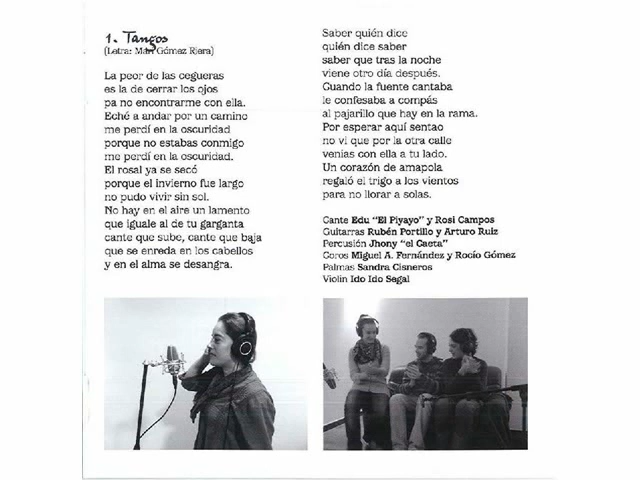 1. Tangos
(Letra: Mari Gómez Riera)
La peor de las cegueras
es la de cerrar los ojos
pa no encontrarme con ella.
Eché a andar por un camino
me perdí en la oscuridad
porque no estabas conmigo
me perdí en la oscuridad.
El rosal ya se secó
porque el invierno fue largo
no pudo vivir sin sol.
No hay en el aire un lamento
que iguale al de tu garganta
cante que sube, cante que baja
que se enreda en los cabellos
y en el alma se desangra.
Saber quién dice
quién dice saber
saber que tras la noche
viene otro día después.
Cuando la fuente cantaba
le confesaba a compás
al pajarillo que hay en la rama.
Por esperar aquí sentao
no vi que por la otra calle
venías con ella a tu lado.
Un corazón de amapola
regaló el trigo a los vientos
para no llorar a solas.
Cante Edu “El Piyayo” y Rosi Campos
Guitarras Rubén Portillo y Arturo Ruiz
Percusión Jhony “el Caeta”
Coros Miguel A. Fernández y Rocío Gómez
Palmas Sandra Cisneros
Violín Ido Ido Segal